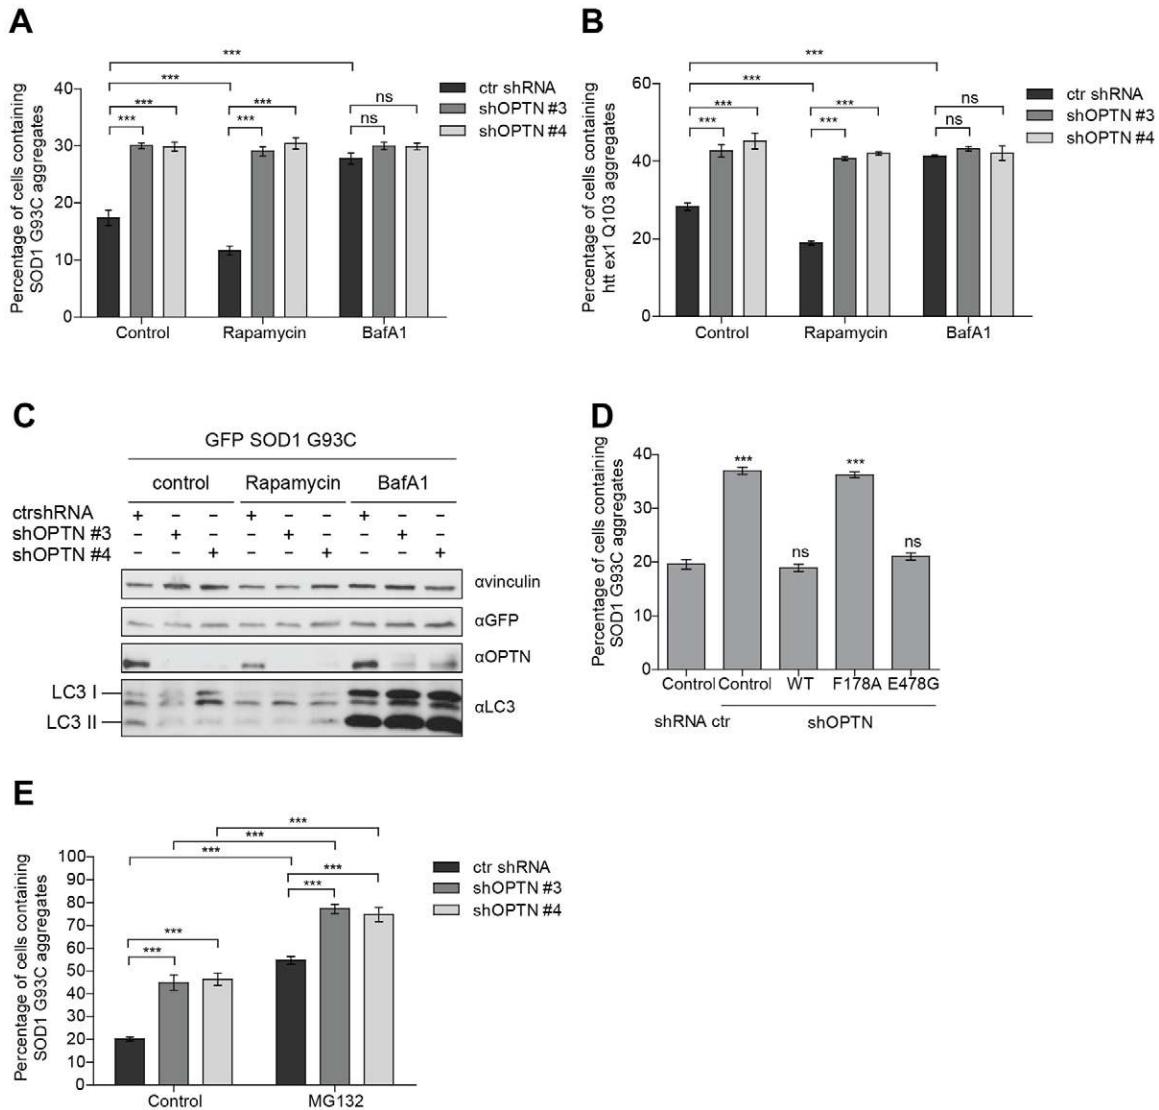 A
Percentage of cells containing
SOD1 G93C aggregates
40
30
20
10
0
***
***
***
***
***
***
ns
ns
Control
Rapamycin
BafA1
ctr shRNA
shOPTN #3
shOPTN #4
B
Percentage of cells containing
htt ex1 Q103 aggregates
60
40
20
0
***
***
***
***
***
***
ns
ns
Control
Rapamycin
BafA1
ctr shRNA
shOPTN #3
shOPTN #4
C
GFP SOD1 G93C
control Rapamycin BafA1
ctrshRNA + − − + − − + − −
shOPTN #3 − + − − + − − + −
shOPTN #4 − − + − − + − − +
αvinculin
αGFP
αOPTN
LC3 I
αLC3
LC3 II
D
Percentage of cells containing
SOD1 G93C aggregates
40
30
20
10
0
***
ns
***
ns
Control Control WT F178A E478G
shRNA ctr shOPTN
E
Percentage of cells containing
SOD1 G93C aggregates
100
90
80
70
60
50
40
30
20
10
0
***
***
***
***
***
***
***
Control
MG132
ctr shRNA
shOPTN #3
shOPTN #4